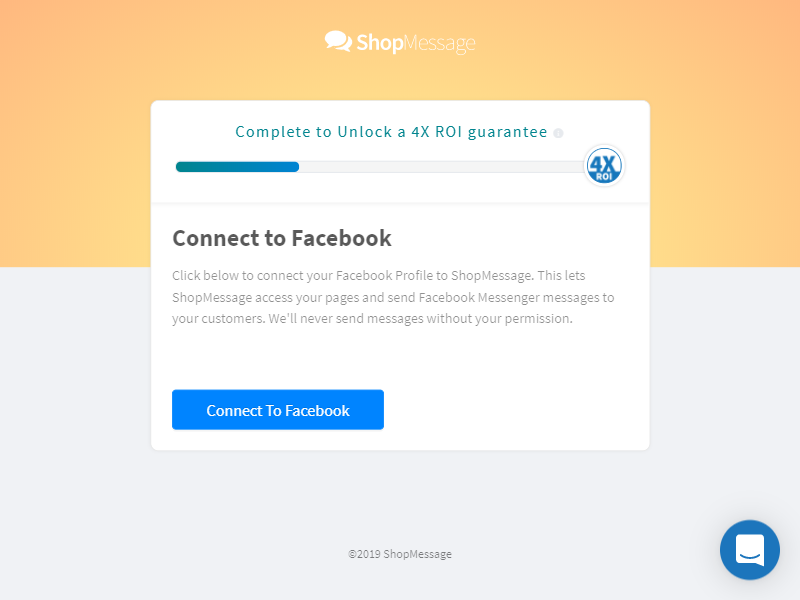 ShopMessage
Complete to Unlock a 4X ROI guarantee
4X
ROI
Connect to Facebook
Click below to connect your Facebook Profile to ShopMessage. This lets
ShopMessage access your pages and send Facebook Messenger messages to
your customers. We'll never send messages without your permission.
Connect To Facebook
©2019 ShopMessage